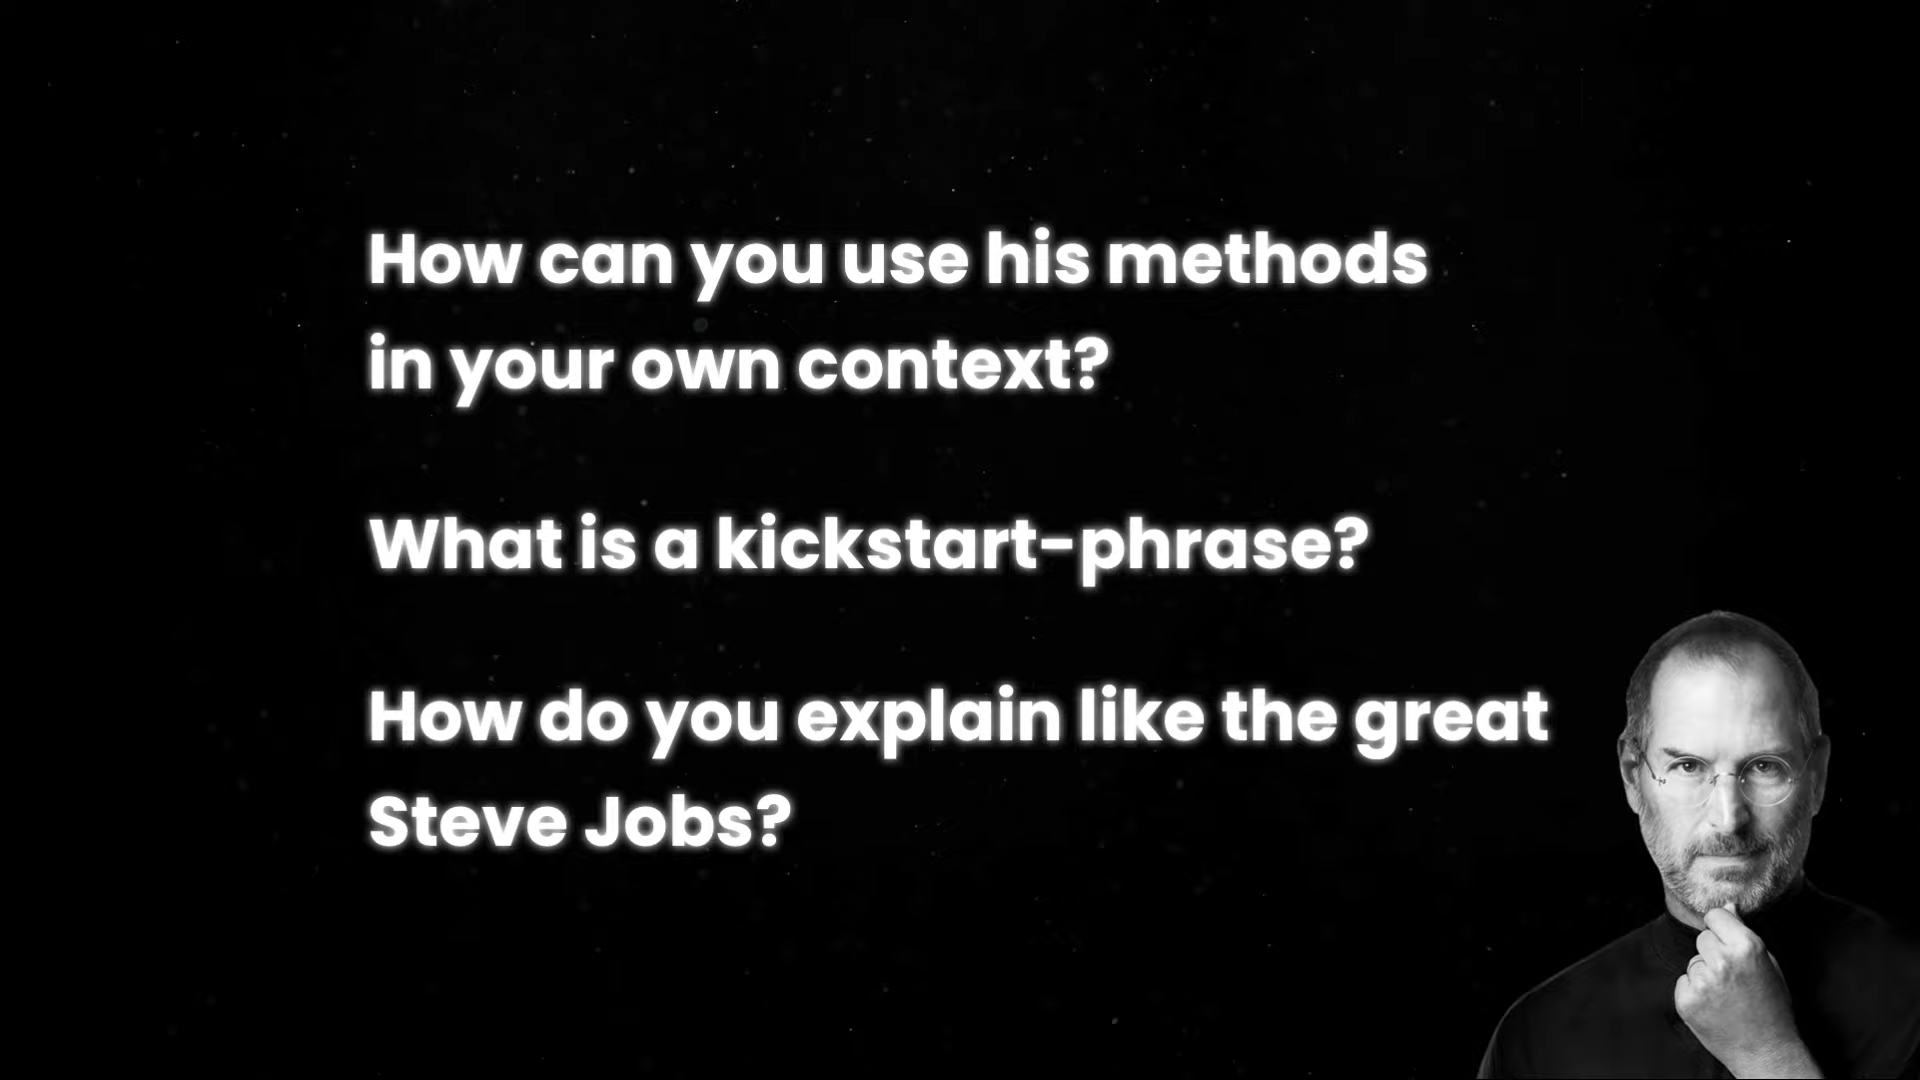 How can you use his methods
in your own context?
What is a kickstart-phrase?
How do you explain like the great
Steve Jobs?